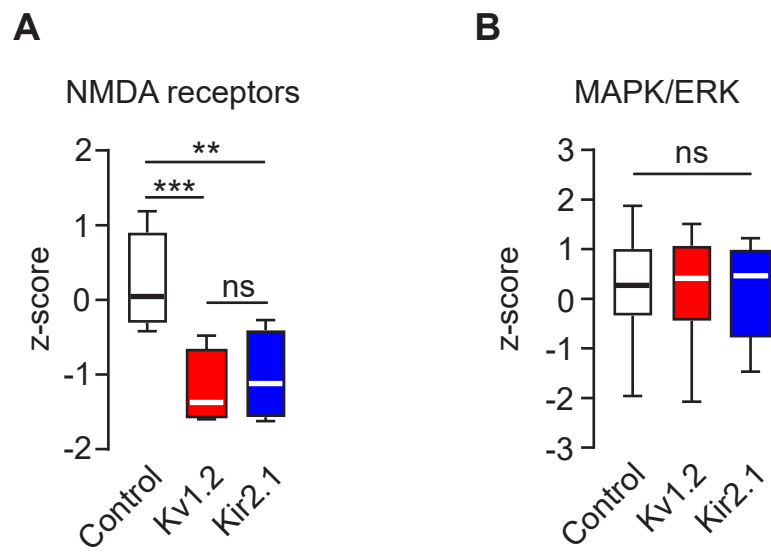 A
NMDA receptors
z-score
2
1
0
-1
-2
**
***
ns
Control
Kv1.2
Kir2.1
B
MAPK/ERK
z-score
3
2
1
0
-1
-2
-3
ns
Control
Kv1.2
Kir2.1